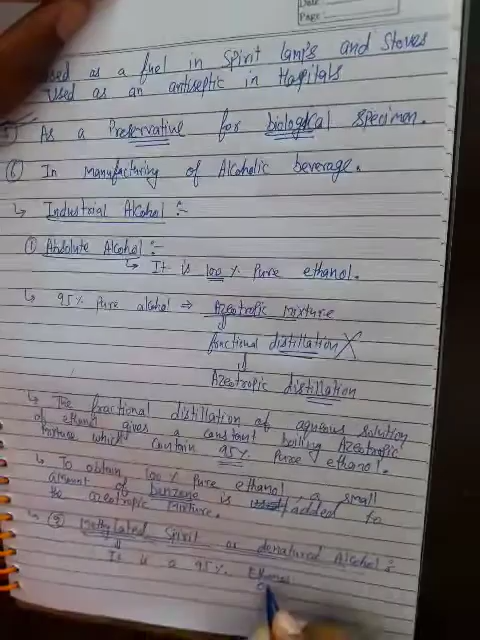 Date
Page:
used as a fuel in Spirit lamps and Stoves
Used as an antiseptic in Hospitals
5) As a Preservative for biological specimen.
6) In manufacturing of Alcoholic beverage.
↳ Industrial Alcohol :-
① Absolute Alcohol :-
↳ It is 100% Pure ethanol.
↳ 95% Pure alcohol ⇒ Azeotropic mixture
functional distillation X
⇓
Azeotropic distillation
↳ The fractional distillation of aqueous solution
of ethanol gives a constant boiling Azeotropic
mixture which contain 95% Pure ethanol.
↳ To obtain 100% Pure ethanol, a small
amount of benzene is added to
the azeotropic mixture.
↳ ② Methylated Spirit or denatured Alcohol :-
⇓
It is a 95% Ethanol